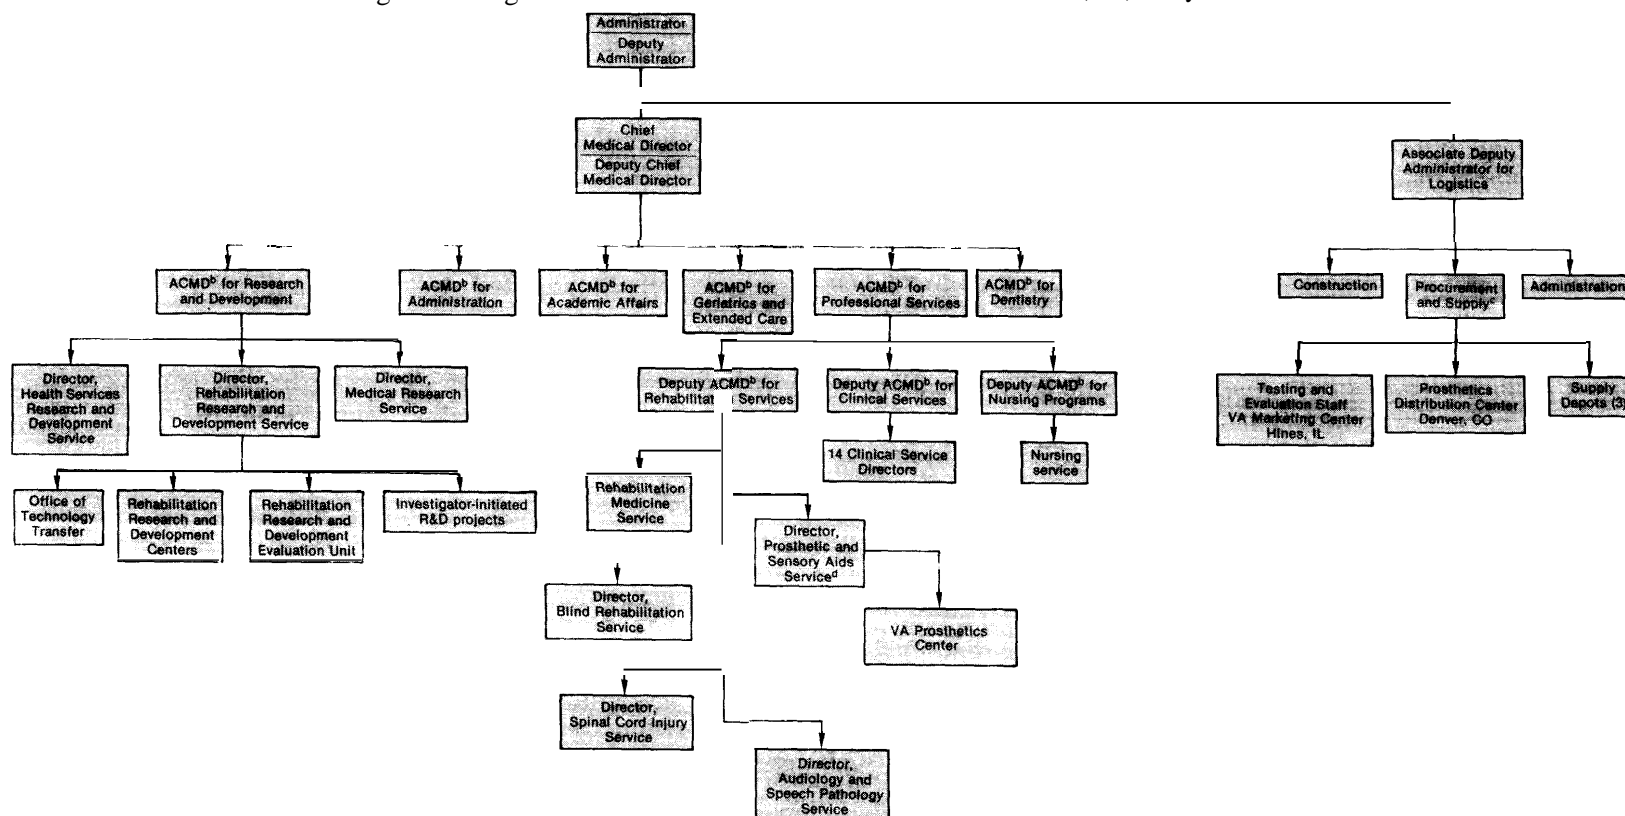 Administrator
Deputy
Administrator
Chief
Medical Director
Deputy Chief
Medical Director
Associate Deputy
Administrator for
Logistics
ACMDᵇ for Research
and Development
ACMDᵇ for
Administration
ACMDᵇ for
Academic Affairs
ACMDᵇ for
Geriatrics and
Extended Care
ACMDᵇ for
Professional Services
ACMDᵇ for
Dentistry
Construction
Procurement
and Supplyᶜ
Administration
Director,
Health Services
Research and
Development
Service
Director,
Rehabilitation
Research and
Development Service
Director,
Medical Research
Service
Deputy ACMDᵇ for
Rehabilitation Services
Deputy ACMDᵇ for
Clinical Services
Deputy ACMDᵇ for
Nursing Programs
Testing and
Evaluation Staff
VA Marketing Center
Hines, IL
Prosthetics
Distribution Center
Denver, CO
Supply
Depots (3)
14 Clinical Service
Directors
Nursing
service
Office of
Technology
Transfer
Rehabilitation
Research and
Development
Centers
Rehabilitation
Research and
Development
Evaluation Unit
Investigator-initiated
R&D projects
Rehabilitation
Medicine
Service
Director,
Prosthetic and
Sensory Aids
Serviceᵈ
Director,
Blind Rehabilitation
Service
VA Prosthetics
Center
Director,
Spinal Cord Injury
Service
Director,
Audiology and
Speech Pathology
Service